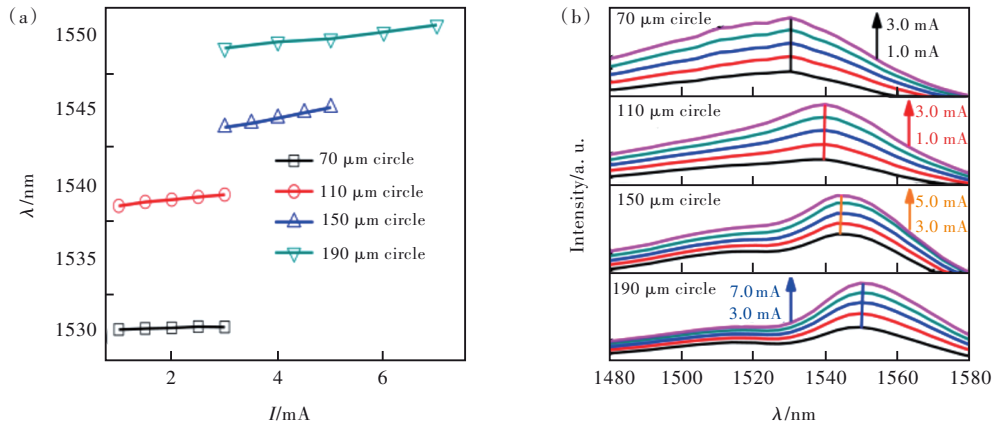 (a)
1550
1545
1540
1535
1530
λ/nm
2
4
6
I/mA
70 μm circle
110 μm circle
150 μm circle
190 μm circle
(b)
Intensity/a. u.
70 μm circle
3.0 mA
1.0 mA
110 μm circle
3.0 mA
1.0 mA
150 μm circle
5.0 mA
3.0 mA
190 μm circle
7.0 mA
3.0 mA
1480
1500
1520
1540
1560
1580
λ/nm